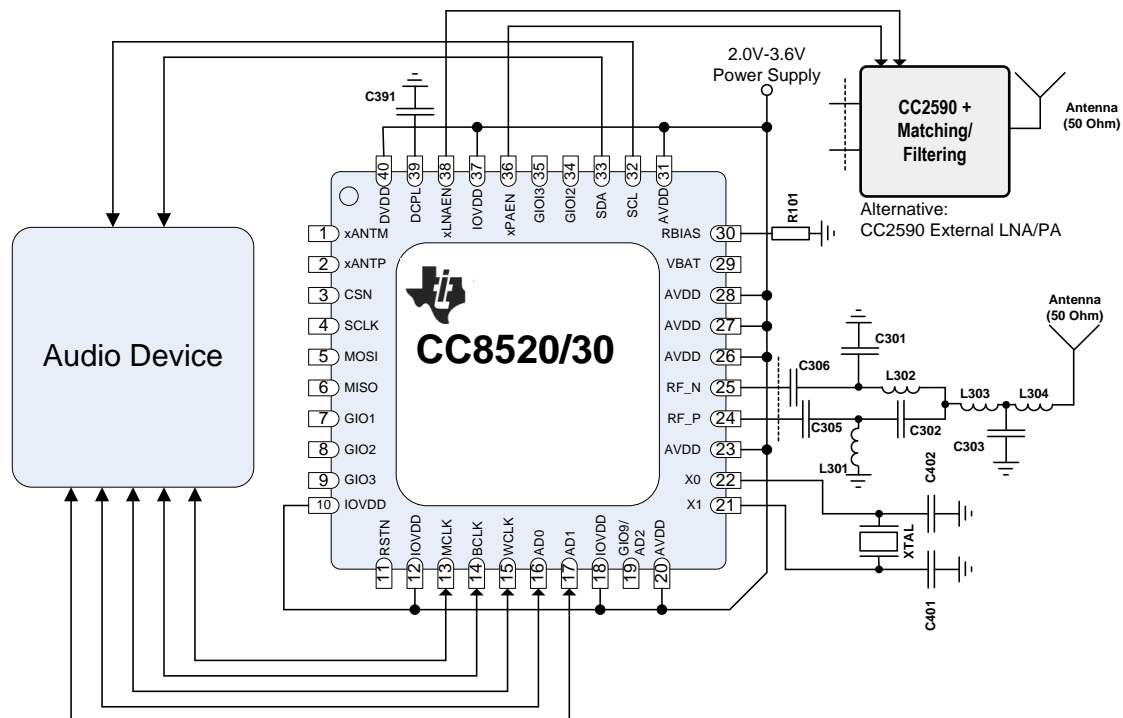 2.0V-3.6V
Power Supply
C391
CC2590 +
Matching/
Filtering
Antenna
(50 Ohm)
Alternative:
CC2590 External LNA/PA
40
39
38
37
36
35
34
33
32
31
DVDD
DCPL
xLNAEN
IOVDD
xPAEN
GIOI3
GIOI2
SDA
SCL
AVDD
R101
1 xANTM
2 xANTP
3 CSN
4 SCLK
5 MOSI
6 MISO
7 GIO1
8 GIO2
9 GIO3
10 IOVDD
Audio Device
CC8520/30
RBIAS 30
VBAT 29
AVDD 28
AVDD 27
AVDD 26
RF_N 25
RF_P 24
AVDD 23
X0 22
X1 21
Antenna
(50 Ohm)
C301
C306
L302
L303
L304
C305
C302
C303
L301
C402
XTAL
C401
RSTN
IOVDD
MCLK
BCLK
WCLK
AD0
AD1
IOVDD
GIO9/
AD2
AVDD
11
12
13
14
15
16
17
18
19
20